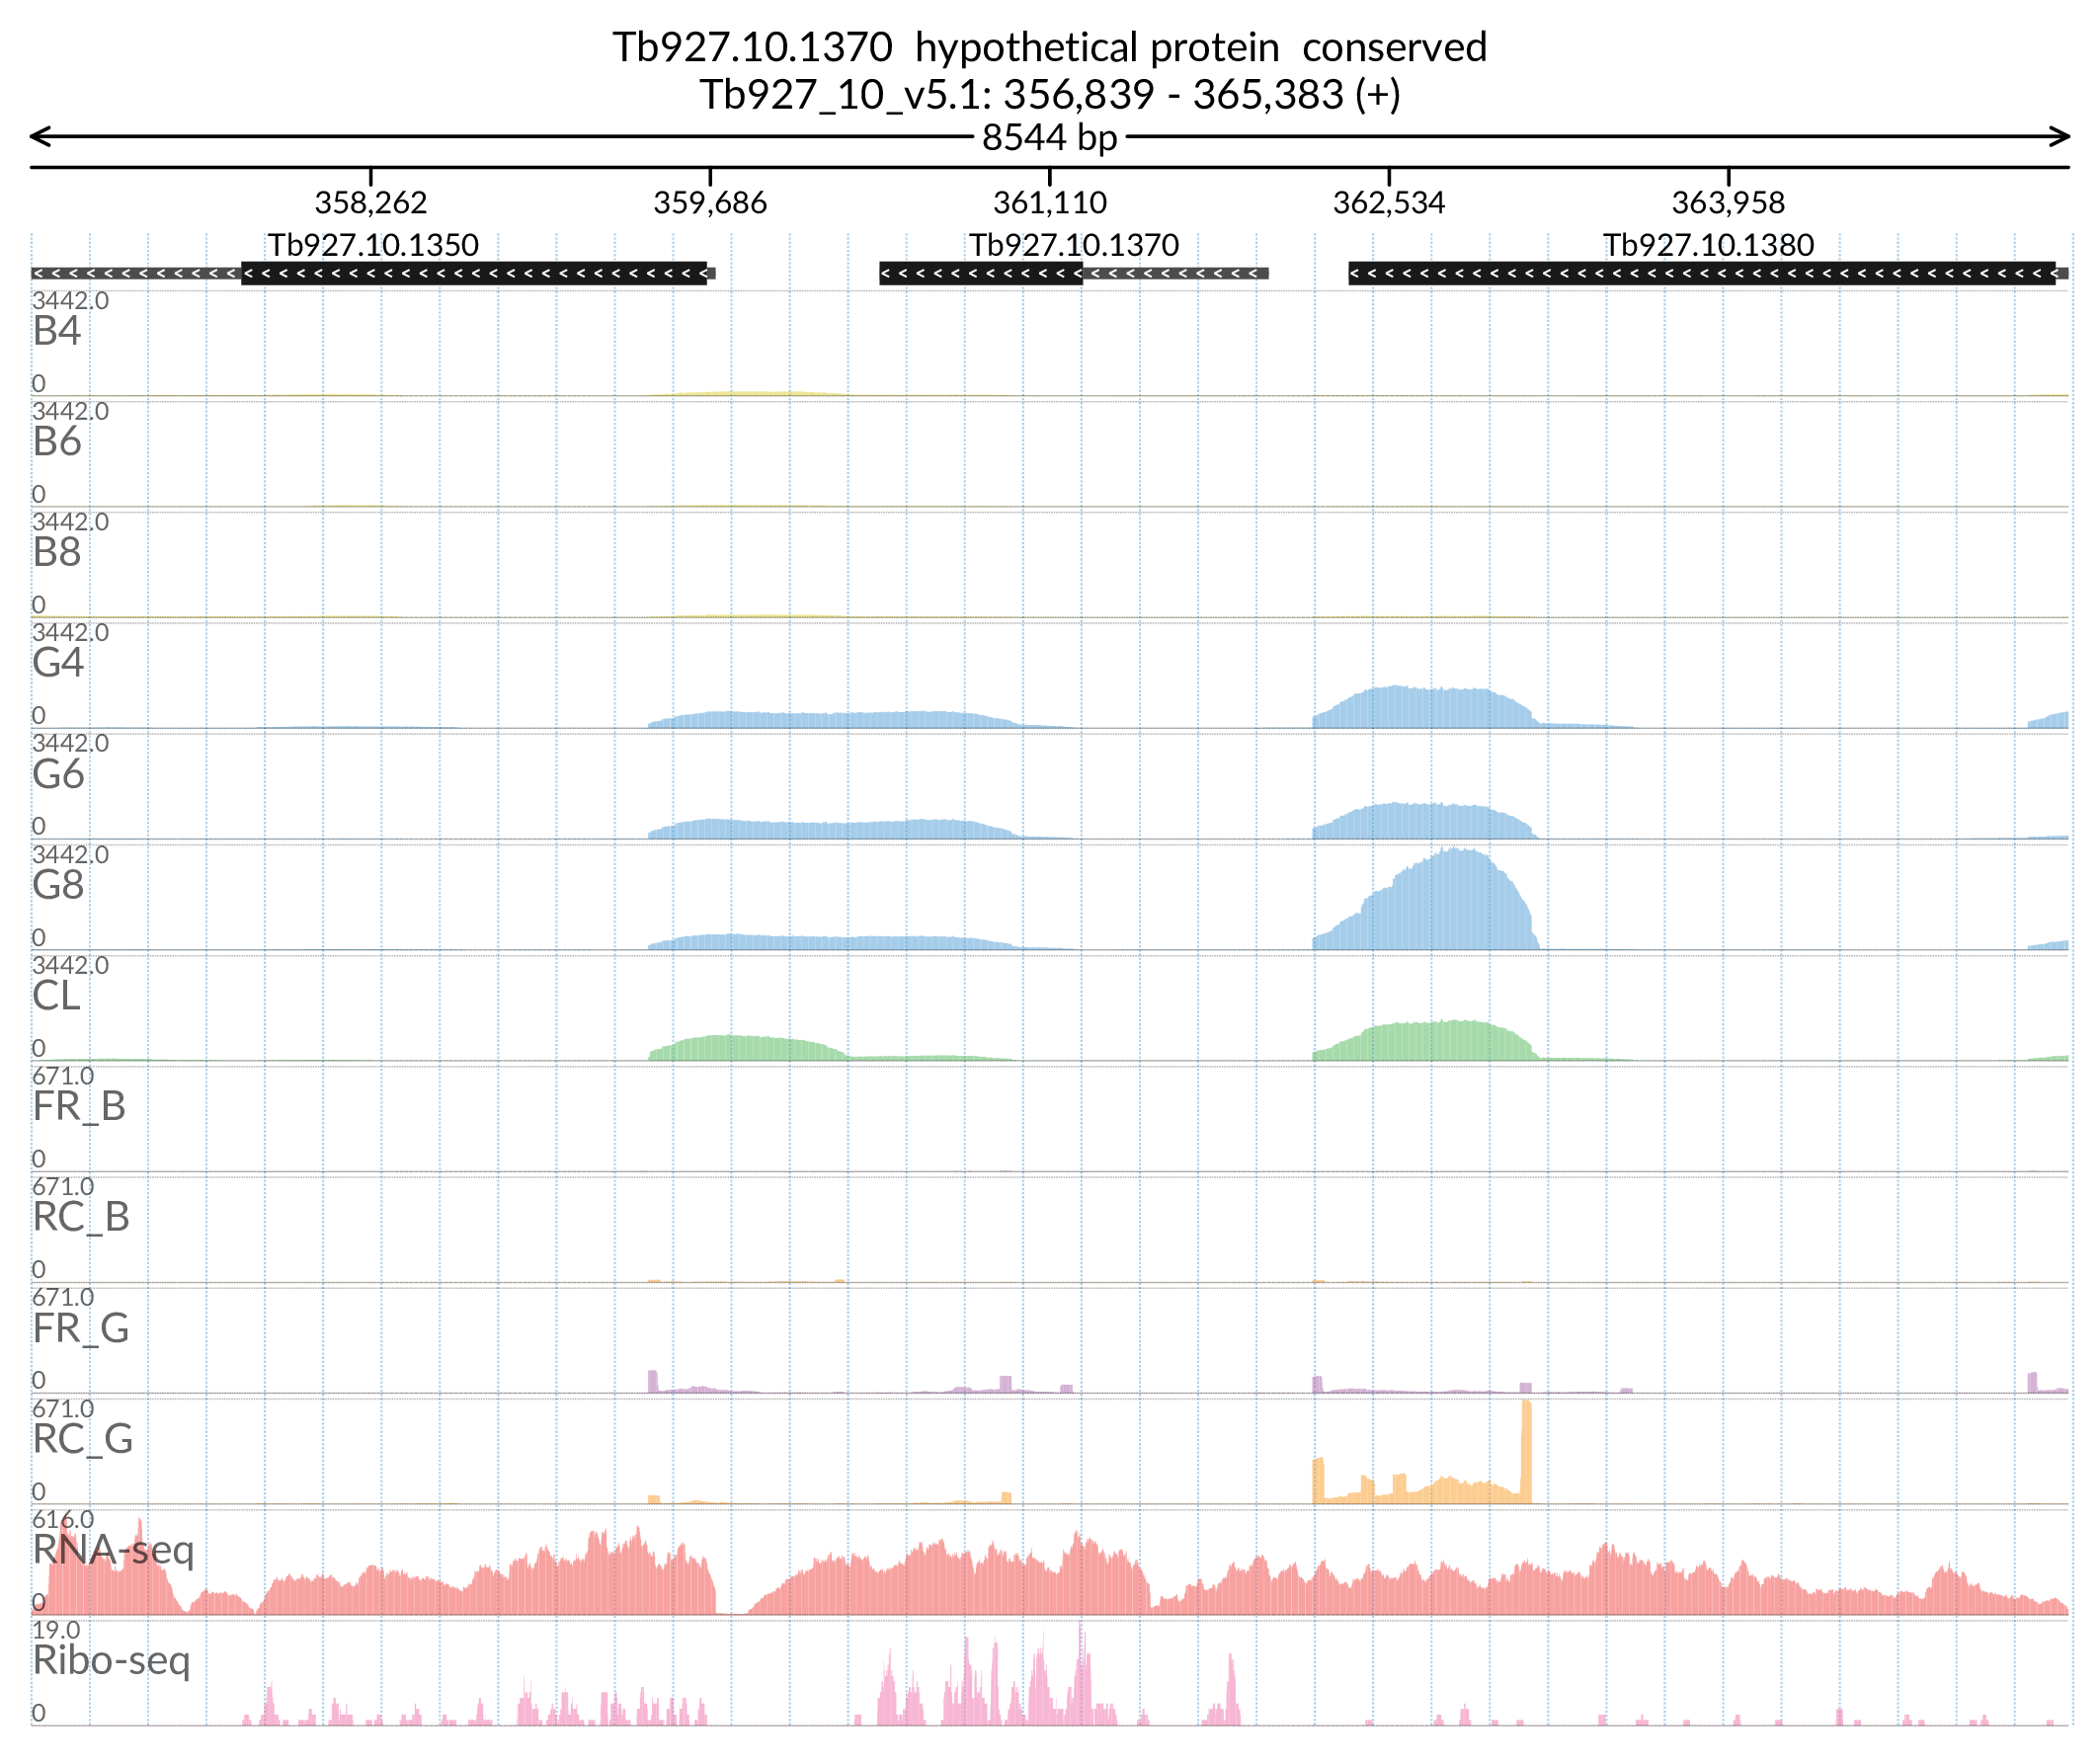 Tb927.10.1370 hypothetical protein conserved
Tb927_10_v5.1: 356,839 - 365,383 (+)
8544 bp
358,262 359,686 361,110 362,534 363,958
Tb927.10.1350 Tb927.10.1370 Tb927.10.1380
3442.0
B4
0
3442.0
B6
0
3442.0
B8
0
3442.0
G4
0
3442.0
G6
0
3442.0
G8
0
3442.0
CL
0
671.0
FR_B
0
671.0
RC_B
0
671.0
FR_G
0
671.0
RC_G
0
616.0
RNA-seq
0
19.0
Ribo-seq
0